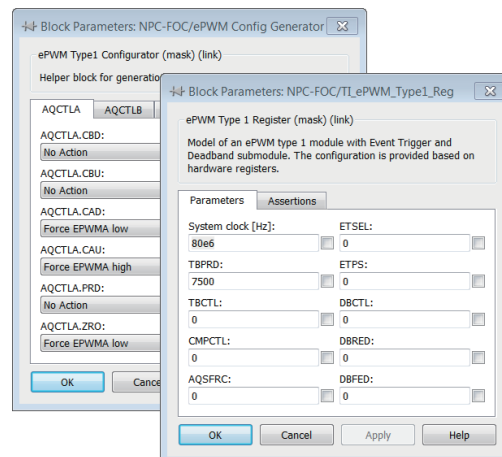 Block Parameters: NPC-FOC/ePWM Config Generator
ePWM Type1 Configurator (mask) (link)
Helper block for generatio
AQCTLA AQCTLB
AQCTLA.CBD:
No Action
AQCTLA.CBU:
No Action
AQCTLA.CAD:
Force EPWMA low
AQCTLA.CAU:
Force EPWMA high
AQCTLA.PRD:
No Action
AQCTLA.ZRO:
Force EPWMA low
OK Cance
Block Parameters: NPC-FOC/TI_ePWM_Type1_Reg
ePWM Type 1 Register (mask) (link)
Model of an ePWM type 1 module with Event Trigger and
Deadband submodule. The configuration is provided based on
hardware registers.
Parameters Assertions
System clock [Hz]: ETSEL:
80e6 0
TBPRD: ETPS:
7500 0
TBCTL: DBCTL:
0 0
CMPCTL: DBRED:
0 0
AQSFRC: DBFED:
0 0
OK Cancel Apply Help